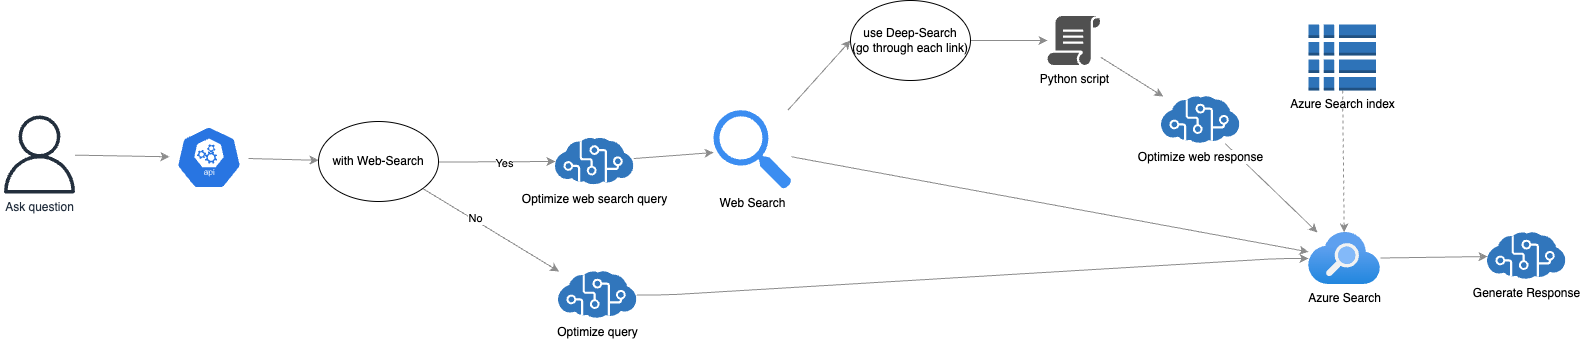 use Deep-Search
(go through each link)
Python script
Azure Search index
Optimize web response
api
with Web-Search
Yes
Optimize web search query
Web Search
Ask question
No
Optimize query
Azure Search
Generate Response